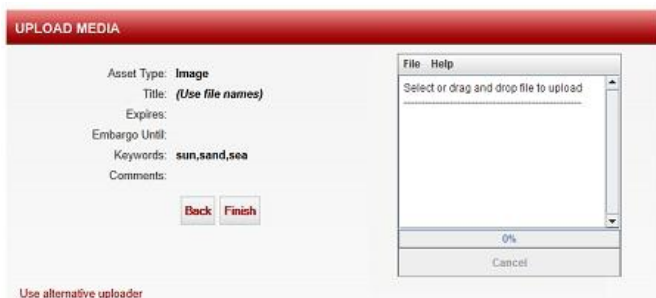 UPLOAD MEDIA
Asset Type: Image
Title: (Use file names)
Expires:
Embargo Until:
Keywords: sun,sand,sea
Comments:
Back Finish
File Help
Select or drag and drop file to upload
0%
Cancel
Use alternative uploader